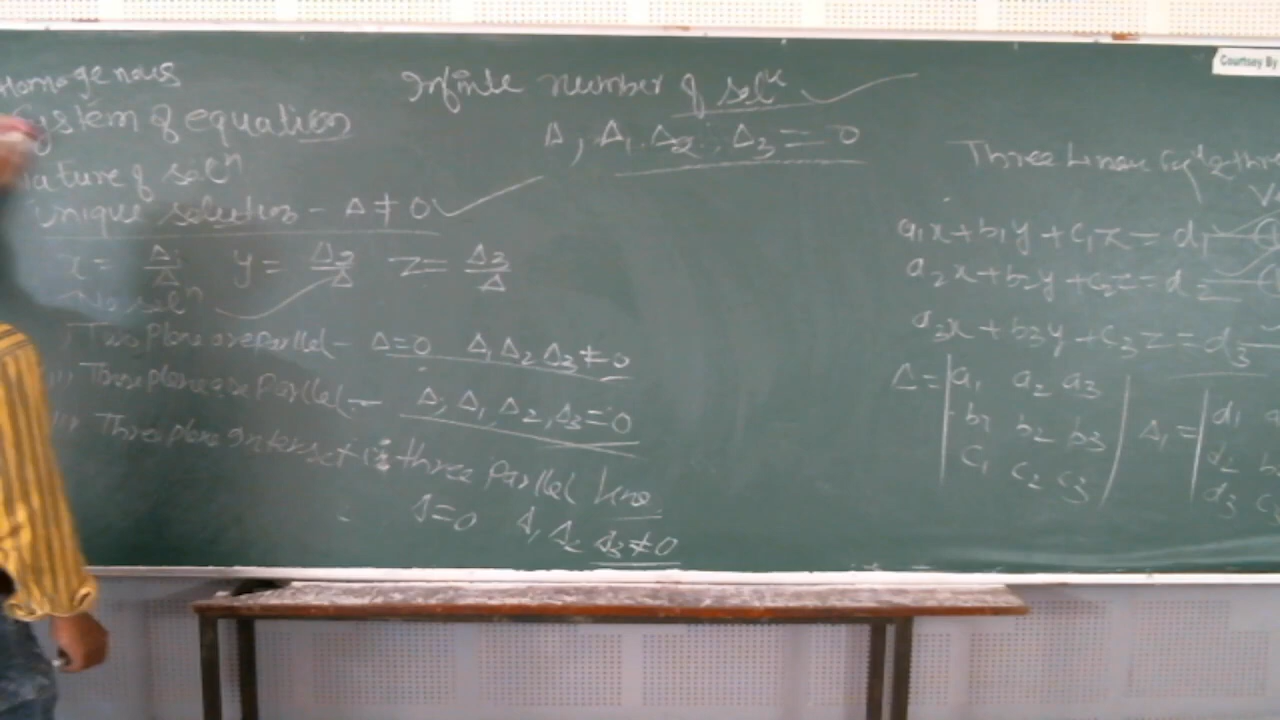 Homogenous
System of equation
Nature of solⁿ
Unique solution - Δ ≠ 0
x = Δ₁/Δ y = Δ₂/Δ z = Δ₃/Δ
No solⁿ
Two plane are parallel - Δ=0 Δ₁ Δ₂ Δ₃ ≠ 0
ii) Three plane are Parallel - Δ, Δ₁, Δ₂, Δ₃ = 0
Three plane interset in three parallel line
Δ=0 Δ₁ Δ₂ Δ₃ ≠ 0
Infinite number of solⁿ
Δ, Δ₁, Δ₂, Δ₃ = 0
Courtsey By
Three Linear
a₁x + b₁y + c₁z = d₁
a₂x + b₂y + c₂z = d₂
a₃x + b₃y + c₃z = d₃
Δ = | a₁ a₂ a₃ | Δ₁ = | d₁
b₁ b₂ b₃ d₂
c₁ c₂ c₃ d₃